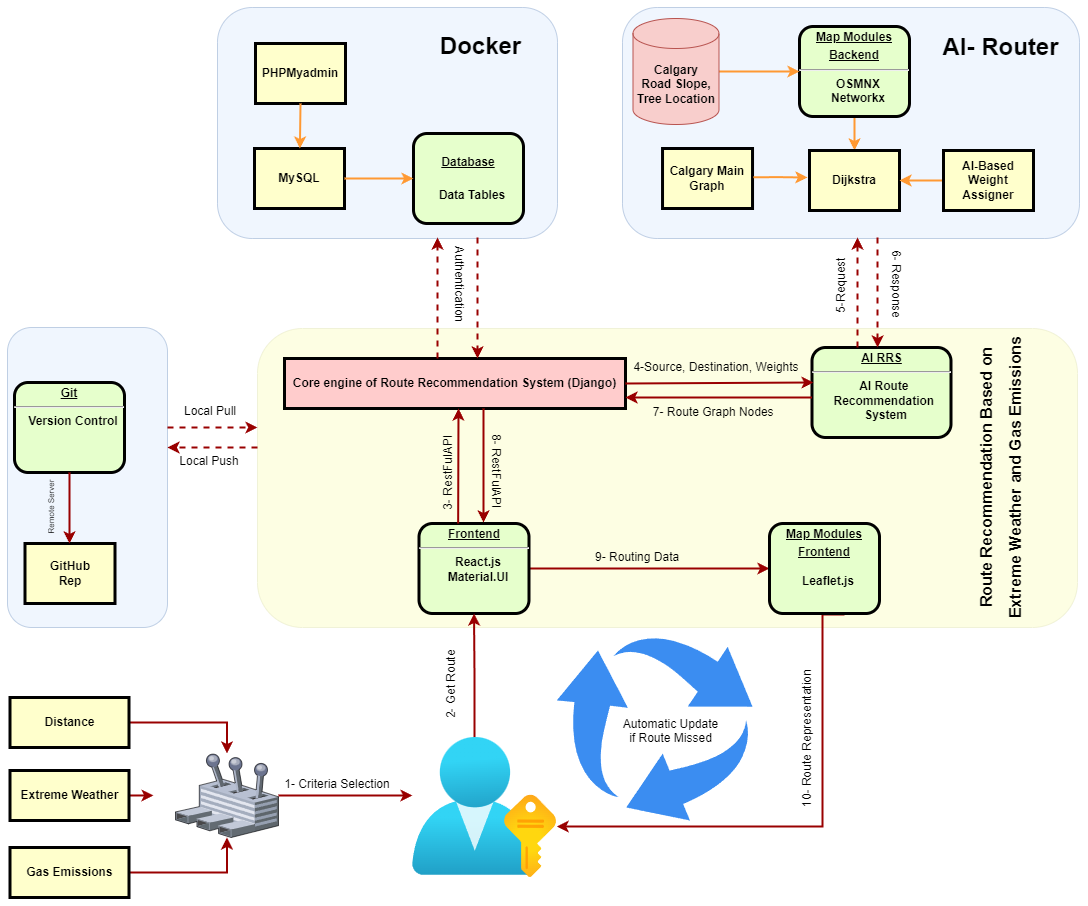 Docker
PHPMyadmin
MySQL
Database
Data Tables
AI- Router
Calgary
Road Slope,
Tree Location
Map Modules
Backend
OSMNX
Networkx
Calgary Main
Graph
Dijkstra
AI-Based
Weight
Assigner
Authentication
5-Request
6- Response
Git
Version Control
Remote Server
GitHub
Rep
Local Pull
Local Push
Core engine of Route Recommendation System (Django)
4-Source, Destination, Weights
7- Route Graph Nodes
AI RRS
AI Route
Recommendation
System
Route Recommendation Based on
Extreme Weather and Gas Emissions
3- RestFulAPI
8- RestFulAPI
Frontend
React.js
Material.UI
9- Routing Data
Map Modules
Frontend
Leaflet.js
2- Get Route
Automatic Update
if Route Missed
10- Route Representation
Distance
Extreme Weather
Gas Emissions
1- Criteria Selection